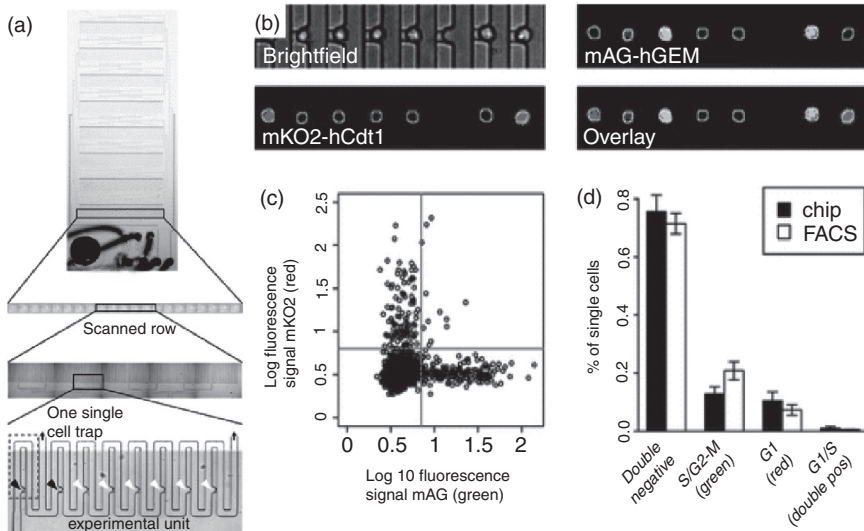 (a)
Scanned row
One single
cell trap
experimental unit
(b)
Brightfield
mAG-hGEM
mKO2-hCdt1
Overlay
(c)
2.5
2.0
1.5
1.0
0.5
0
Log fluorescence
signal mKO2 (red)
0
0.5
1
1.5
2
Log 10 fluorescence
signal mAG (green)
(d)
0.8
0.6
0.4
0.2
0.0
% of single cells
chip
FACS
Double
negative
S/G2-M
(green)
G1
(red)
G1/S
(double pos)